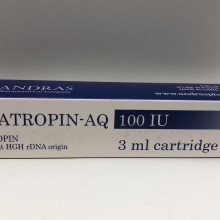 ANDRAS
ATROPIN-AQ 100 IU
OPIN
t HGH rDNA origin
3 ml cartridge